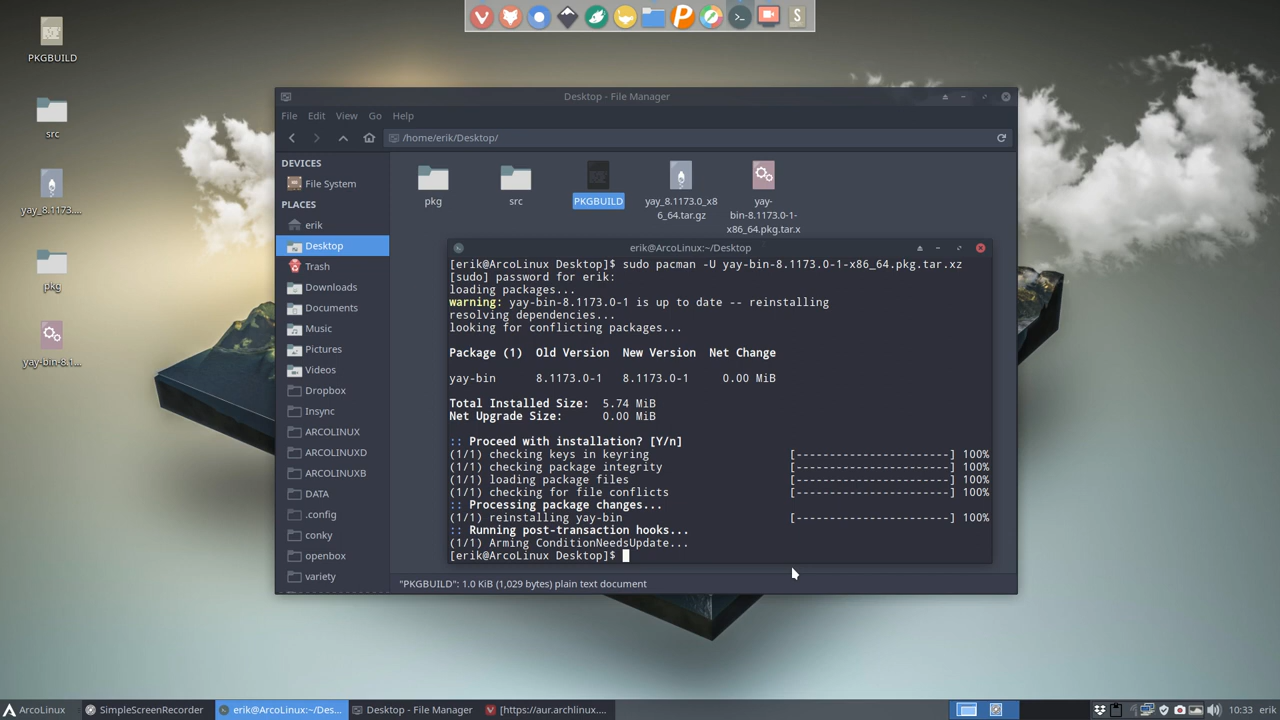 PKGBUILD
src
yay_8.1173....
pkg
yay-bin-8.1...
Desktop - File Manager
File Edit View Go Help
/home/erik/Desktop/
DEVICES
File System
PLACES
erik
Desktop
Trash
Downloads
Documents
Music
Pictures
Videos
Dropbox
Insync
ARCOLINUX
ARCOLINUXD
ARCOLINUXB
DATA
.config
conky
openbox
variety
pkg
src
PKGBUILD
yay_8.1173.0_x8
6_64.tar.gz
yay-
bin-8.1173.0-1-
x86_64.pkg.tar.x
erik@ArcoLinux:~/Desktop
[erik@ArcoLinux Desktop]$ sudo pacman -U yay-bin-8.1173.0-1-x86_64.pkg.tar.xz
[sudo] password for erik:
loading packages...
warning: yay-bin-8.1173.0-1 is up to date -- reinstalling
resolving dependencies...
looking for conflicting packages...
Package (1) Old Version New Version Net Change
yay-bin 8.1173.0-1 8.1173.0-1 0.00 MiB
Total Installed Size: 5.74 MiB
Net Upgrade Size: 0.00 MiB
:: Proceed with installation? [Y/n]
(1/1) checking keys in keyring [----------------------] 100%
(1/1) checking package integrity [----------------------] 100%
(1/1) loading package files [----------------------] 100%
(1/1) checking for file conflicts [----------------------] 100%
:: Processing package changes...
(1/1) reinstalling yay-bin [----------------------] 100%
:: Running post-transaction hooks...
(1/1) Arming ConditionNeedsUpdate...
[erik@ArcoLinux Desktop]$
"PKGBUILD": 1.0 KiB (1,029 bytes) plain text document
ArcoLinux SimpleScreenRecorder erik@ArcoLinux:~/Des... Desktop - File Manager [https://aur.archlinux.... 10:33 erik